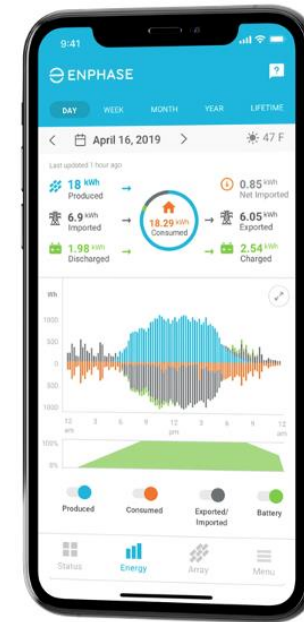 9:41
ENPHASE
?
DAY WEEK MONTH YEAR LIFETIME
< April 16, 2019 > 47 F
Last updated 1 hour ago
18 kWh
Produced
0.85 kWh
Net Imported
6.9 kWh
Imported
18.29 kWh
Consumed
6.05 kWh
Exported
1.98 kWh
Discharged
2.54 kWh
Charged
Wh
1000
500
0
500
1000
12 3 6 9 12 3 6 9 12
am pm am
100%
0%
Produced Consumed Exported/ Battery
Imported
Status Energy Array Menu